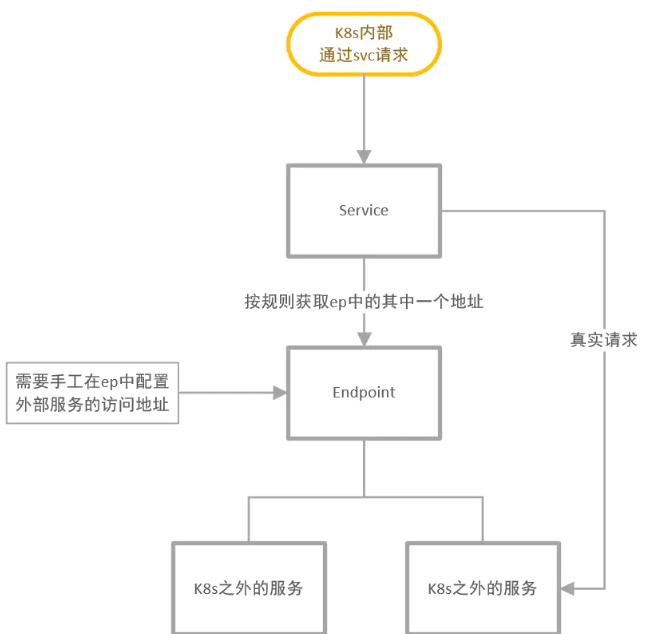 K8s内部
通过svc请求
Service
按规则获取ep中的其中一个地址
真实请求
需要手工在ep中配置
外部服务的访问地址
Endpoint
K8s之外的服务
K8s之外的服务